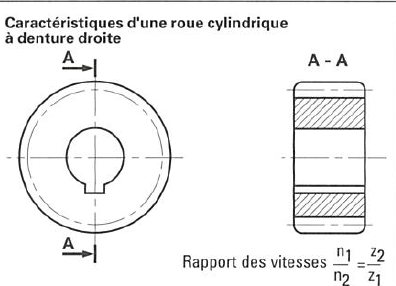 Caractéristiques d'une roue cylindrique
à denture droite
A
A - A
A
Rapport des vitesses n1/n2 = z2/z1